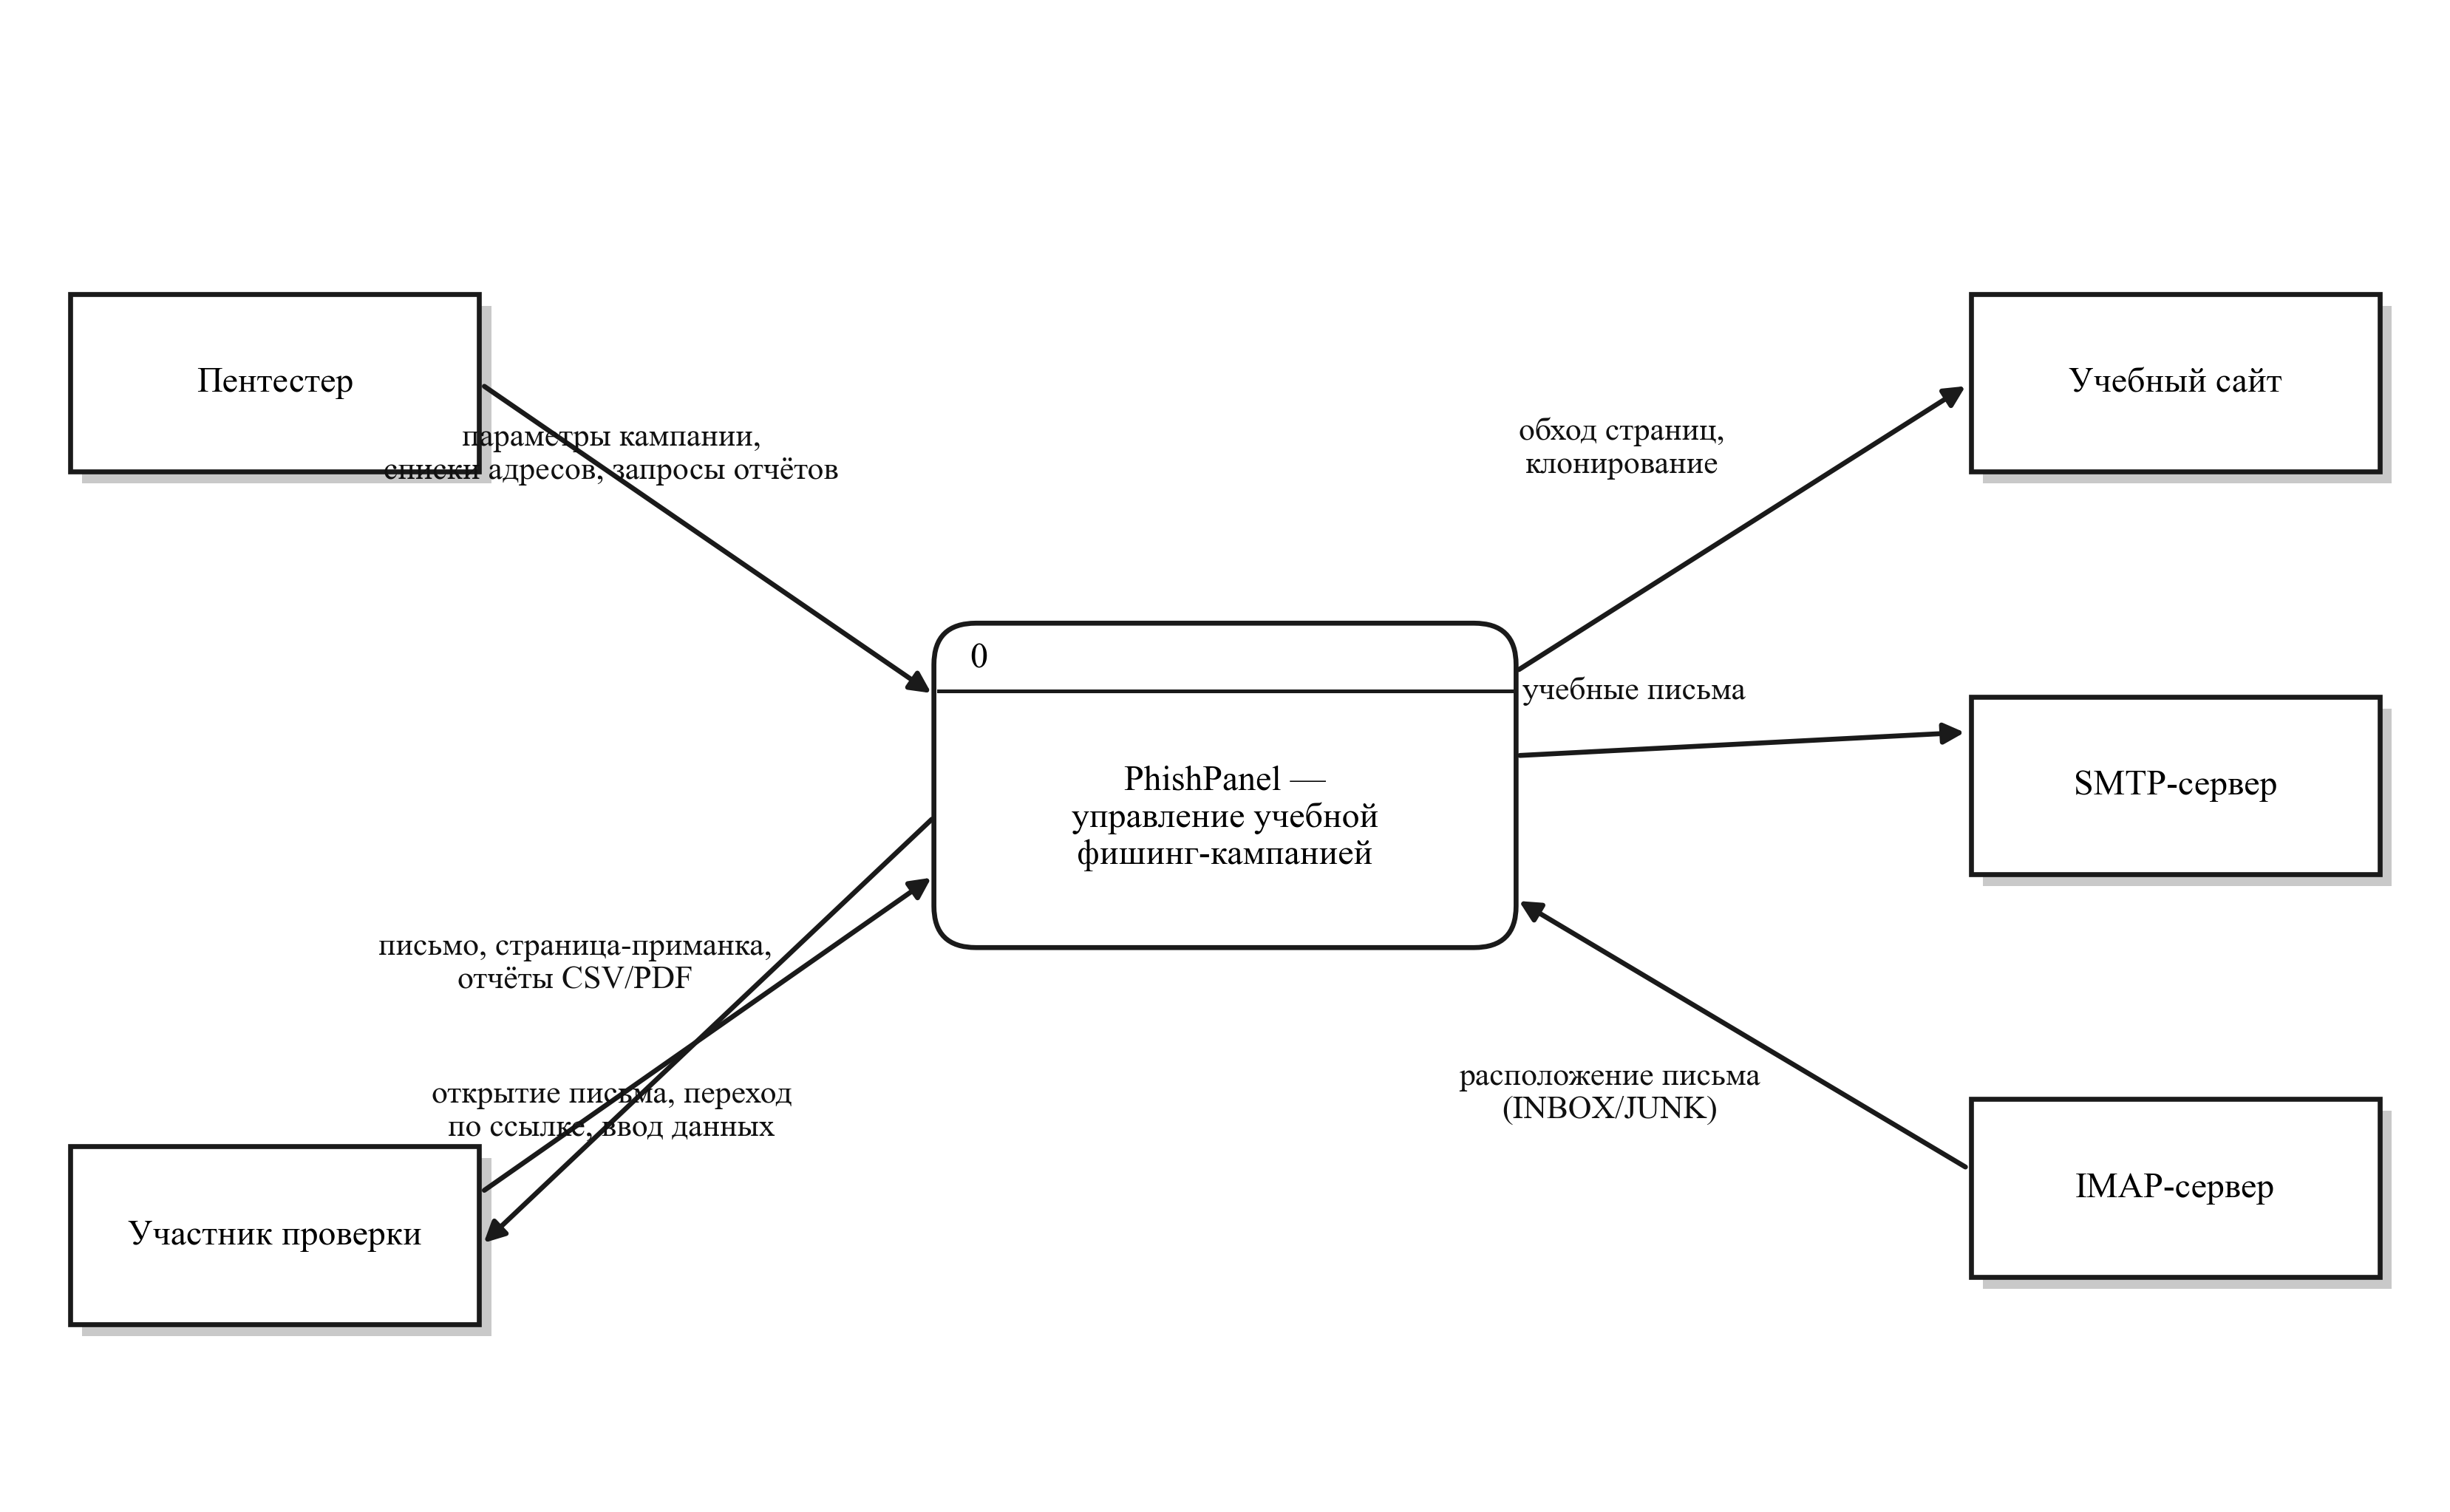 Пентестер
параметры кампании,
списки адресов, запросы отчётов
обход страниц,
клонирование
Учебный сайт
0
PhishPanel —
управление учебной
фишинг-кампанией
учебные письма
SMTP-сервер
письмо, страница-приманка,
отчёты CSV/PDF
открытие письма, переход
по ссылке, ввод данных
Участник проверки
расположение письма
(INBOX/JUNK)
IMAP-сервер